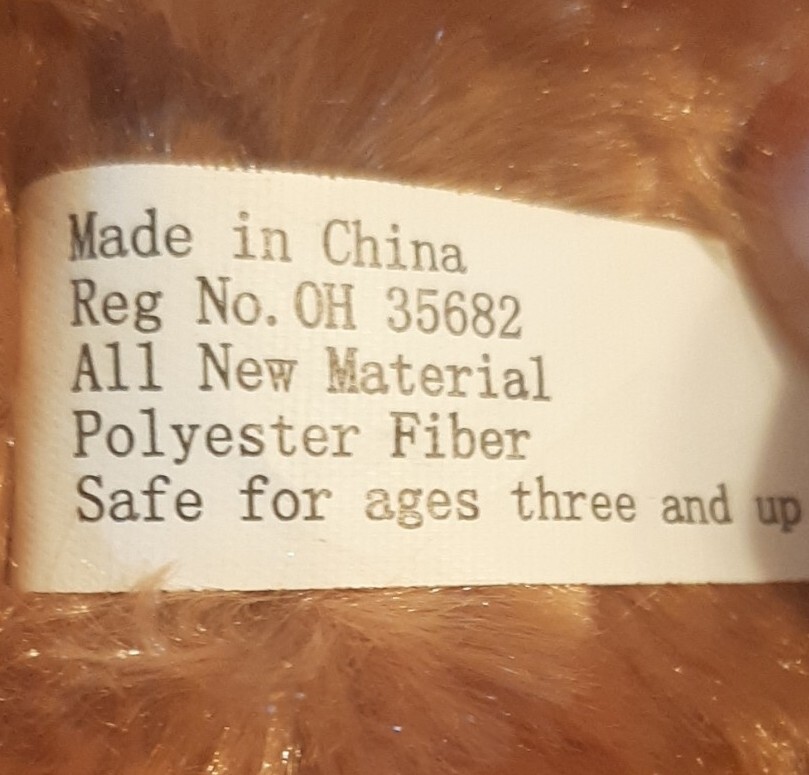 Made in China
Reg No. OH 35682
All New Material
Polyester Fiber
Safe for ages three and up